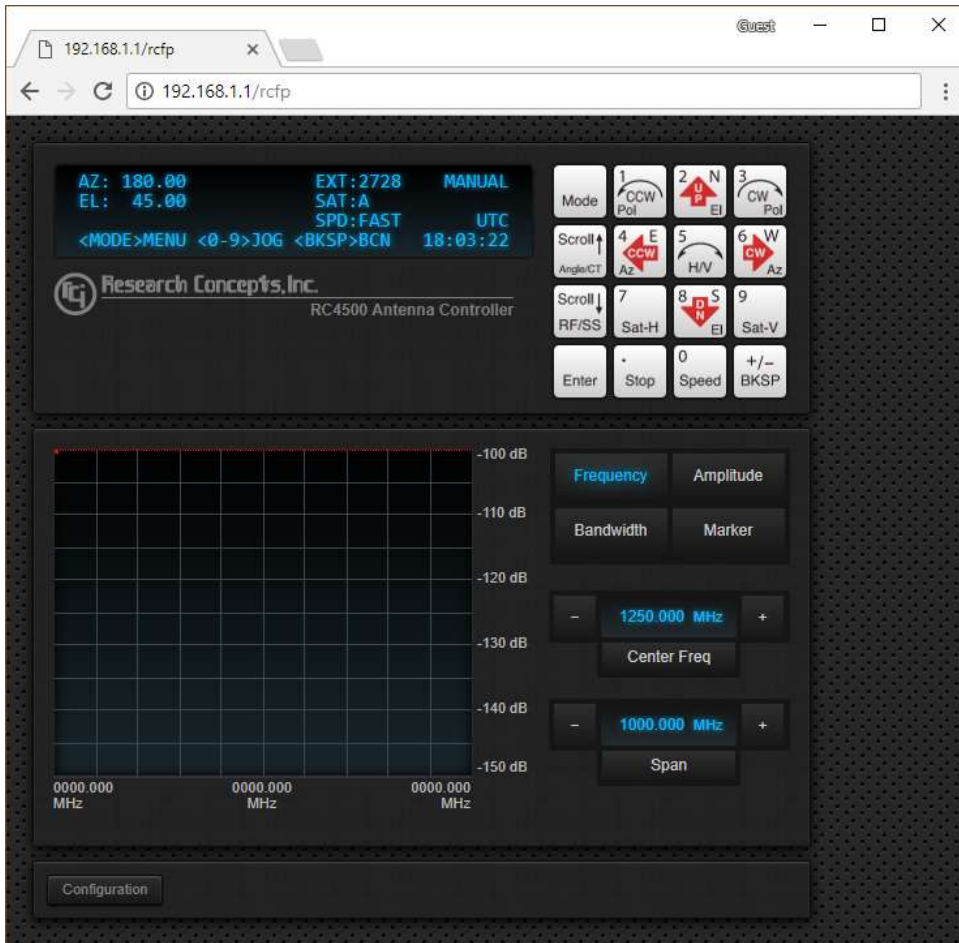 Guest
192.168.1.1/rcfp
192.168.1.1/rcfp
AZ: 180.00 EXT:2728 MANUAL
EL: 45.00 SAT:A
SPD:FAST UTC
<MODE>MENU <0-9>JOG <BKSP>BCN 18:03:22
rci Research Concepts, Inc.
RC4500 Antenna Controller
Mode
1 CCW Pol
2 N UP El
3 CW Pol
Scroll Angle/CT
4 E CCW Az
5 H/V
6 W CW Az
Scroll RF/SS
7 Sat-H
8 S DN El
9 Sat-V
Enter
. Stop
0 Speed
+/- BKSP
-100 dB
-110 dB
-120 dB
-130 dB
-140 dB
-150 dB
0000.000 0000.000 0000.000
MHz MHz MHz
Frequency Amplitude
Bandwidth Marker
- 1250.000 MHz +
Center Freq
- 1000.000 MHz +
Span
Configuration